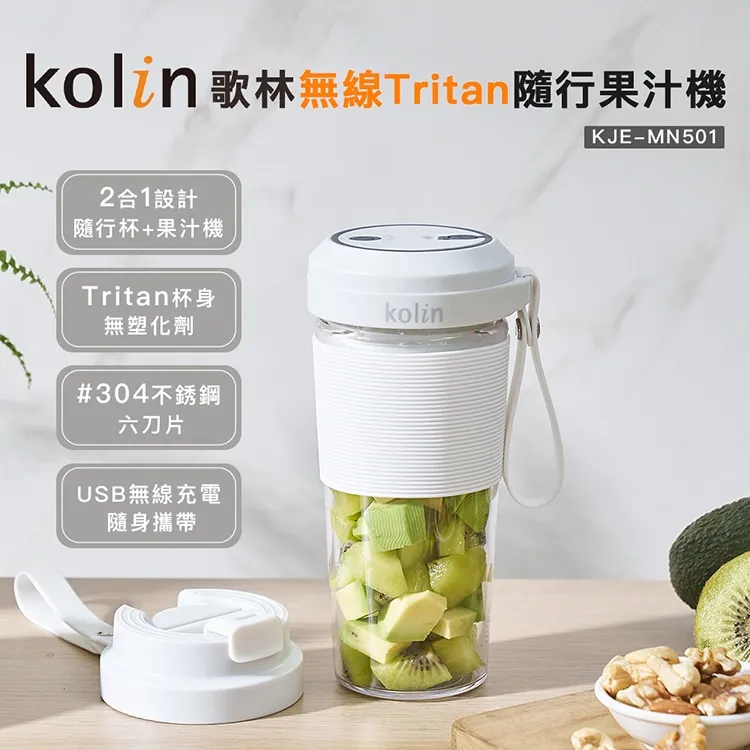 kolin 歌林無線Tritan隨行果汁機
KJE-MN501
2合1設計
隨行杯+果汁機
Tritan杯身
無塑化劑
#304不銹鋼
六刀片
USB無線充電
隨身攜帶
kolin